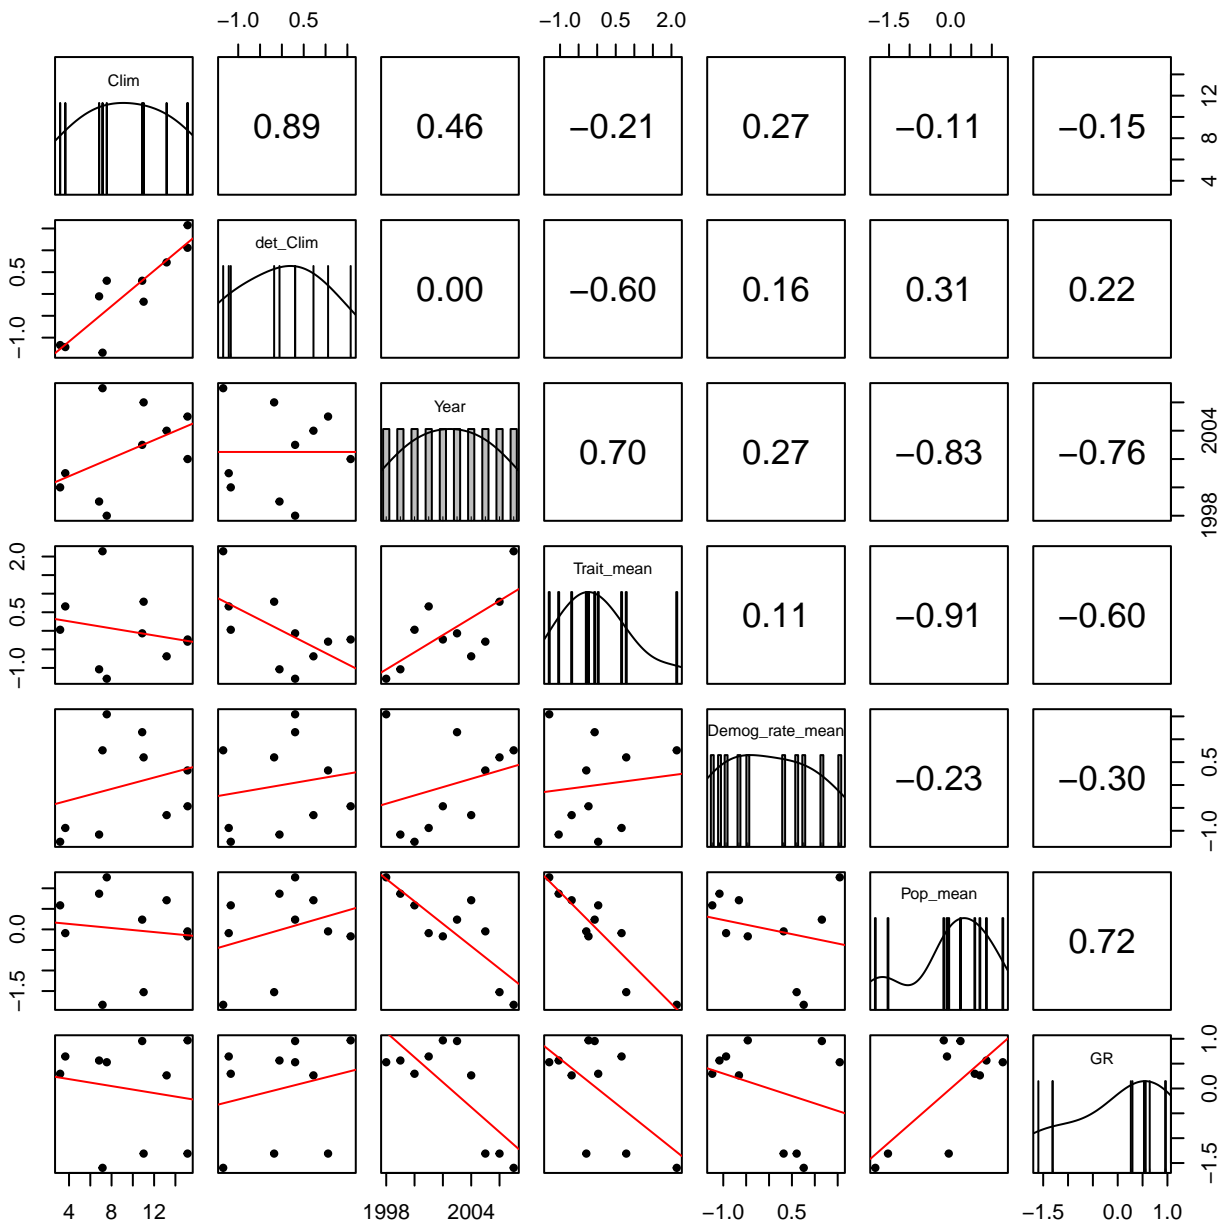 −1.0 0.5 −1.0 0.5 2.0 −1.5 0.0
Clim 0.89 0.46 −0.21 0.27 −0.11 −0.15 4 8 12
−1.0 0.5 det_Clim 0.00 −0.60 0.16 0.31 0.22
Year 0.70 0.27 −0.83 −0.76 1998 2004
−1.0 0.5 2.0 Trait_mean 0.11 −0.91 −0.60
Demog_rate_mean −0.23 −0.30 −1.0 0.5
−1.5 0.0 Pop_mean 0.72
GR −1.5 0.0 1.0
4 8 12 1998 2004 −1.0 0.5 −1.5 0.0 1.0